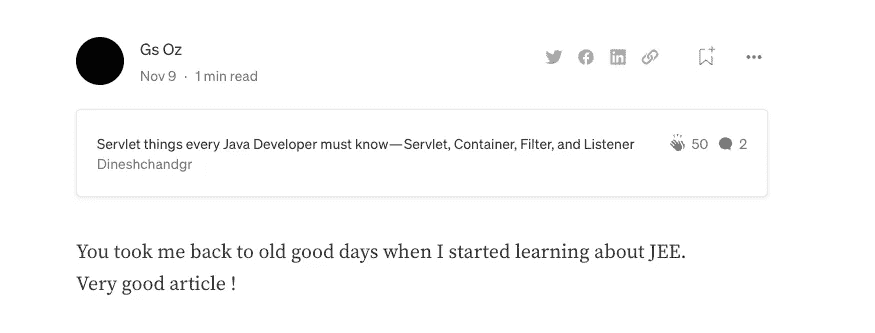 Gs Oz
Nov 9 · 1 min read
Servlet things every Java Developer must know — Servlet, Container, Filter, and Listener
50
2
Dineshchandgr
You took me back to old good days when I started learning about JEE.
Very good article !